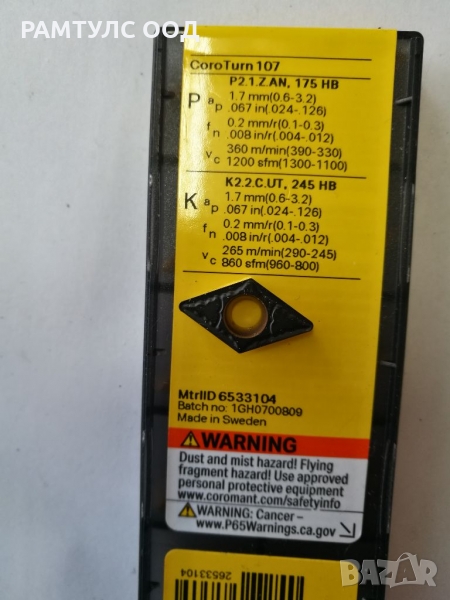 РАМТУЛС ООД
CoroTurn 107
P2.1.Z.AN, 175 HB
P ap 1.7 mm(0.6-3.2)
.067 in(.024-.126)
fn 0.2 mm/r(0.1-0.3)
.008 in/r(.004-.012)
vc 360 m/min(390-330)
1200 sfm(1300-1100)
K2.2.C.UT, 245 HB
K ap 1.7 mm(0.6-3.2)
.067 in(.024-.126)
fn 0.2 mm/r(0.1-0.3)
.008 in/r(.004-.012)
vc 265 m/min(290-245)
860 sfm(960-800)
MtrlID 6533104
Batch no: 1GH0700809
Made in Sweden
WARNING
Dust and mist hazard! Flying
fragment hazard! Use approved
personal protective equipment
www.coromant.com/safetyinfo
WARNING: Cancer –
www.P65Warnings.ca.gov
26533104
BAZAR